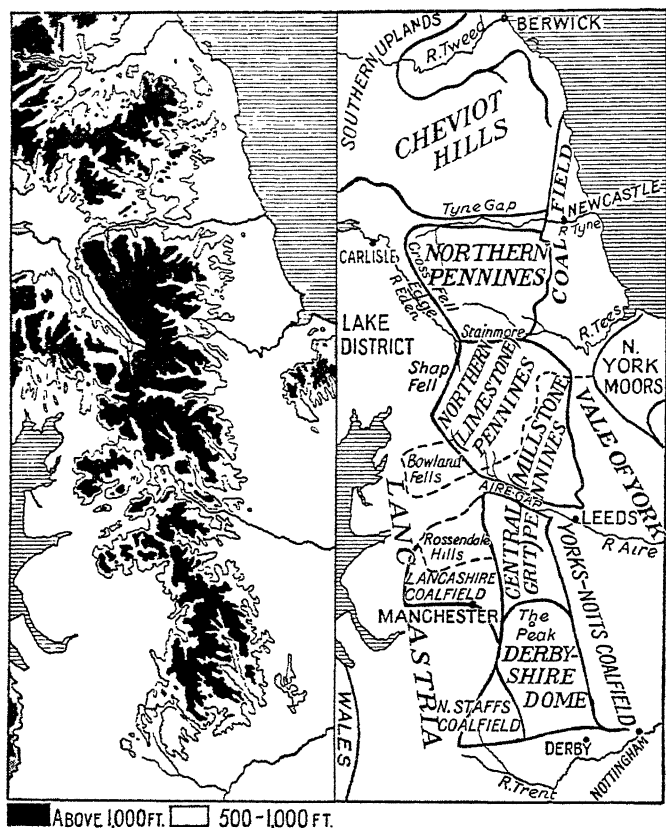 SOUTHERN UPLANDS
R. Tweed
BERWICK
CHEVIOT
HILLS
COALFIELD
Tyne Gap
NEWCASTLE
R. Tyne
CARLISLE
NORTHERN
PENNINES
Cross Fell
Edge
R. Eden
LAKE
DISTRICT
Stainmore
R. Tees
N.
YORK
MOORS
Shap
Fell
NORTHERN
(LIMESTONE)
PENNINES
MILLSTONE
PENNINES
VALE OF YORK
Bowland
Fells
AIRE GAP
LEEDS
R. Aire
LANCASTRIA
Rossendale
Hills
CENTRAL
GRIT PENNINES
LANCASHIRE
COALFIELD
MANCHESTER
YORKS-NOTTS COALFIELD
The
Peak
DERBY-
SHIRE
DOME
WALES
N. STAFFS
COALFIELD
DERBY
NOTTINGHAM
R. Trent
ABOVE 1,000 FT. 500-1,000 FT.